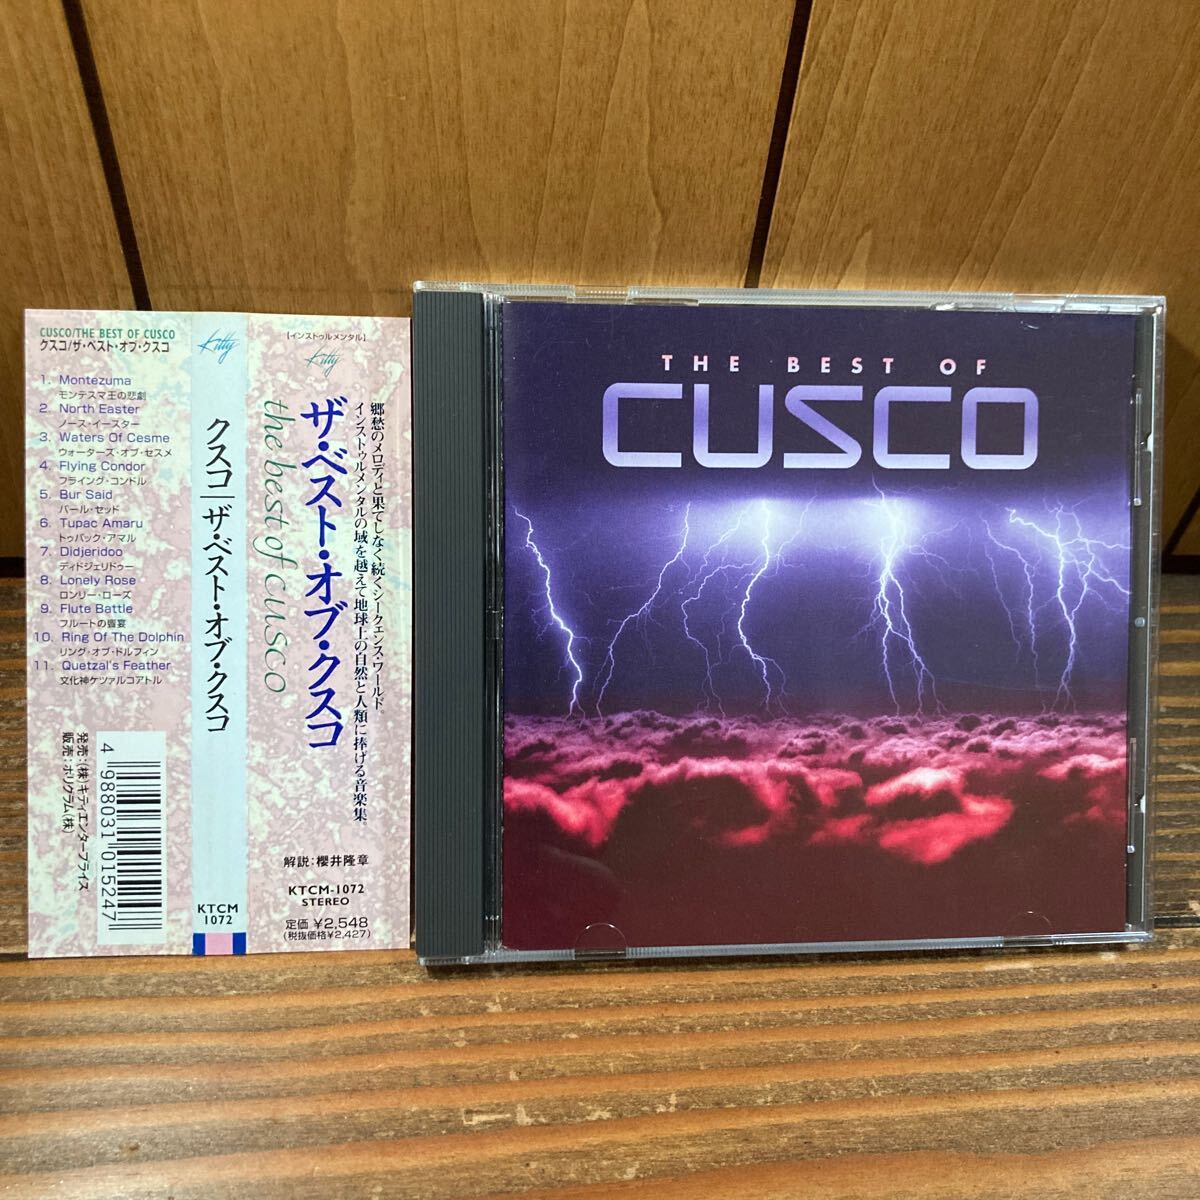 CUSCO/THE BEST OF CUSCO
クスコ/ザ・ベスト・オブ・クスコ
1. Montezuma
モンテスマ王の悲劇
2. North Easter
ノース・イースター
3. Waters Of Cesme
ウォーターズ・オブ・セスメ
4. Flying Condor
フライング・コンドル
5. Bur Said
バール・セッド
6. Tupac Amaru
トゥパック・アマル
7. Didjeridoo
ディドジェリドゥー
8. Lonely Rose
ロンリー・ローズ
9. Flute Battle
フルートの饗宴
10. Ring Of The Dolphin
リング・オブ・ドルフィン
11. Quetzal's Feather
文化神ケツァルコアトル
発売:(株)キティエンタープライズ
販売:ポリグラム(株)
4 988031 015247
Kitty
クスコ|ザ・ベスト・オブ・クスコ
KTCM
1072
[インストゥルメンタル]
Kitty
郷愁のメロディと果てしなく続くシークェンス・ワールド。
インストゥルメンタルの域を越えて地球上の自然と人類に捧げる音楽集。
ザ・ベスト・オブ・クスコ
the best of cusco
解説:櫻井隆章
KTCM-1072
STEREO
定価 ¥2,548
(税抜価格¥2,427)
THE BEST OF
CUSCO